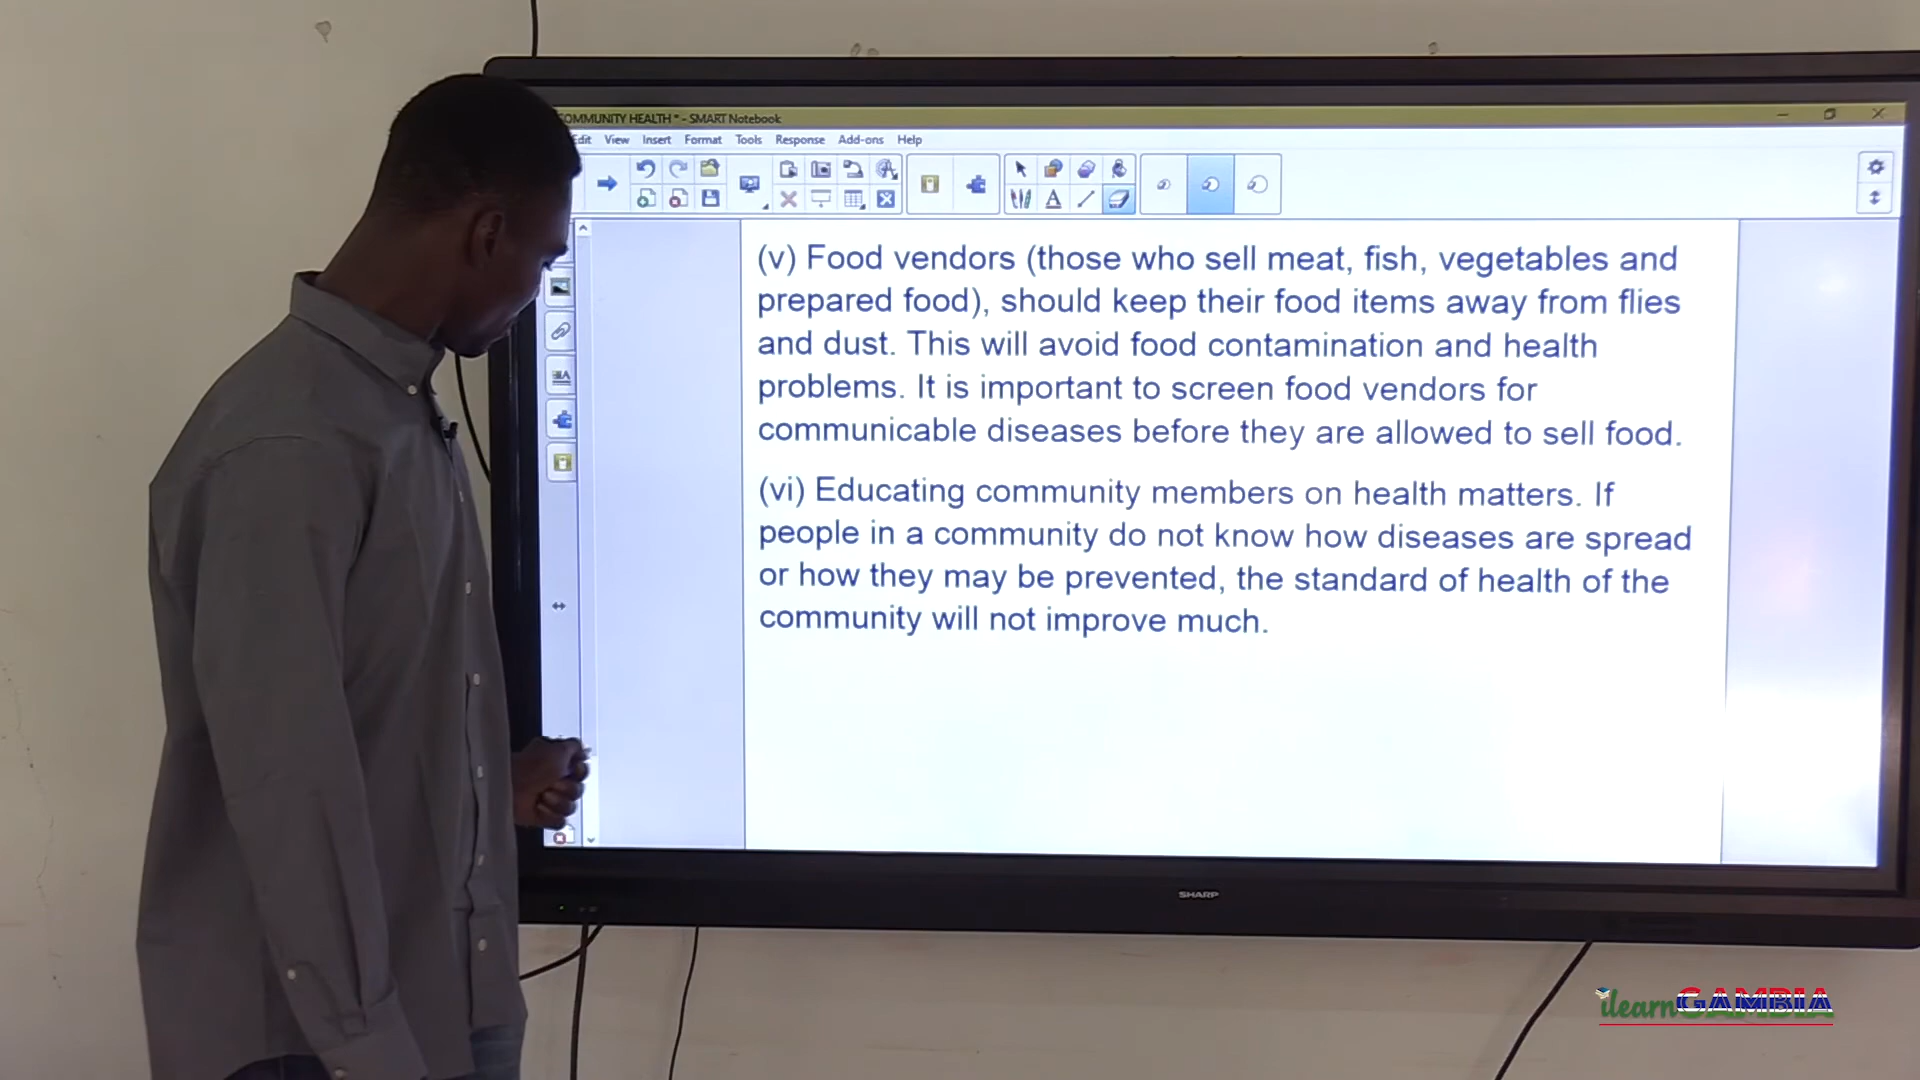 COMMUNITY HEALTH * - SMART Notebook
Edit View Insert Format Tools Response Add-ons Help
(v) Food vendors (those who sell meat, fish, vegetables and
prepared food), should keep their food items away from flies
and dust. This will avoid food contamination and health
problems. It is important to screen food vendors for
communicable diseases before they are allowed to sell food.
(vi) Educating community members on health matters. If
people in a community do not know how diseases are spread
or how they may be prevented, the standard of health of the
community will not improve much.
SHARP
ilearnGAMBIA